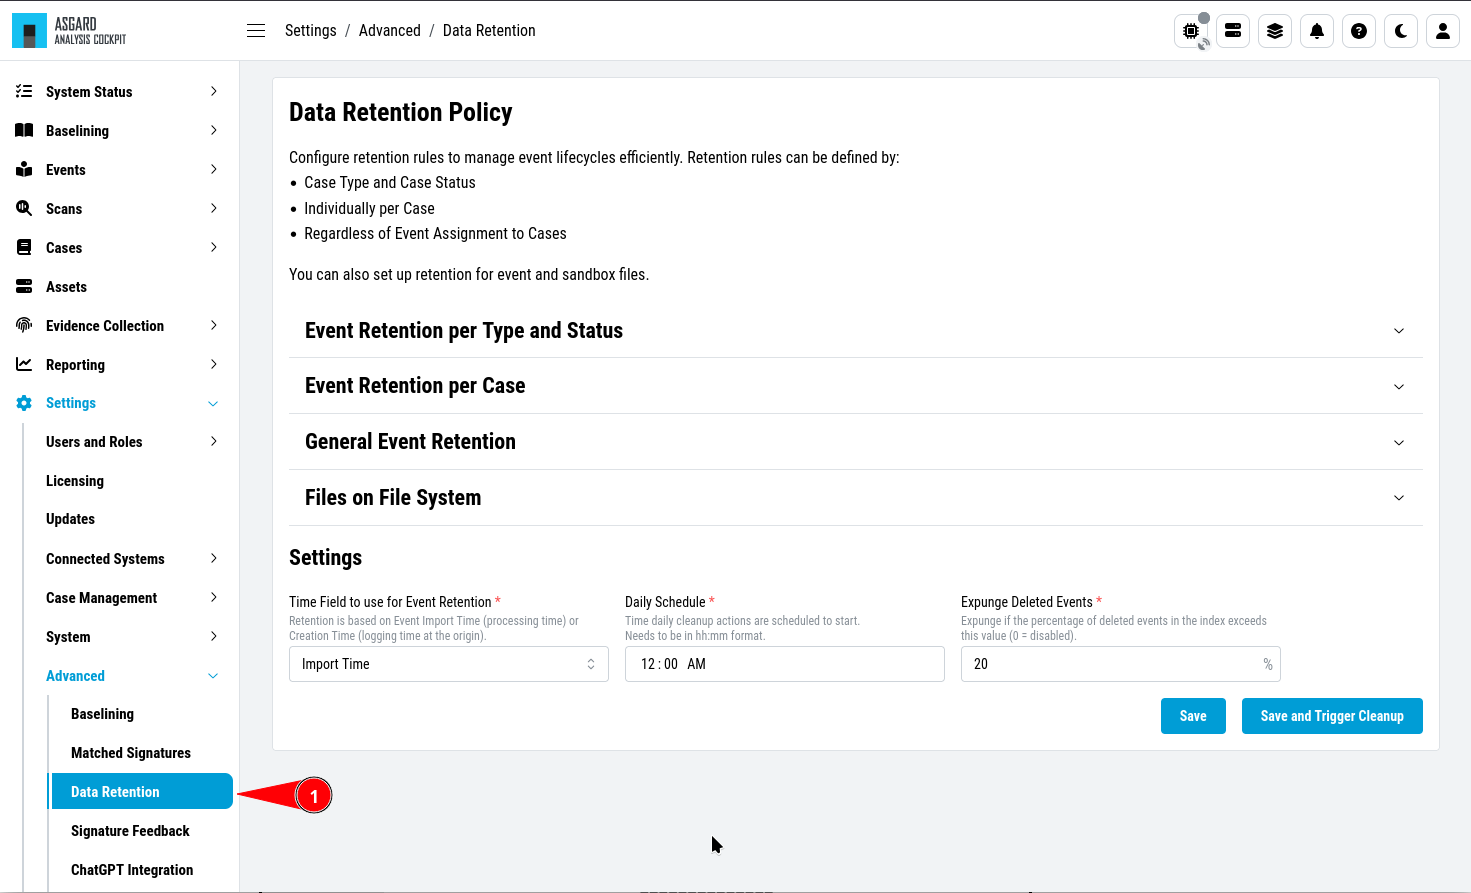 ASGARD
ANALYSIS COCKPIT
Settings / Advanced / Data Retention
System Status
Baselining
Events
Scans
Cases
Assets
Evidence Collection
Reporting
Settings
Users and Roles
Licensing
Updates
Connected Systems
Case Management
System
Advanced
Baselining
Matched Signatures
Data Retention
Signature Feedback
ChatGPT Integration
1
Data Retention Policy
Configure retention rules to manage event lifecycles efficiently. Retention rules can be defined by:
• Case Type and Case Status
• Individually per Case
• Regardless of Event Assignment to Cases
You can also set up retention for event and sandbox files.
Event Retention per Type and Status
Event Retention per Case
General Event Retention
Files on File System
Settings
Time Field to use for Event Retention *
Retention is based on Event Import Time (processing time) or
Creation Time (logging time at the origin).
Import Time
Daily Schedule *
Time daily cleanup actions are scheduled to start.
Needs to be in hh:mm format.
12 : 00 AM
Expunge Deleted Events *
Expunge if the percentage of deleted events in the index exceeds
this value (0 = disabled).
20 %
Save
Save and Trigger Cleanup